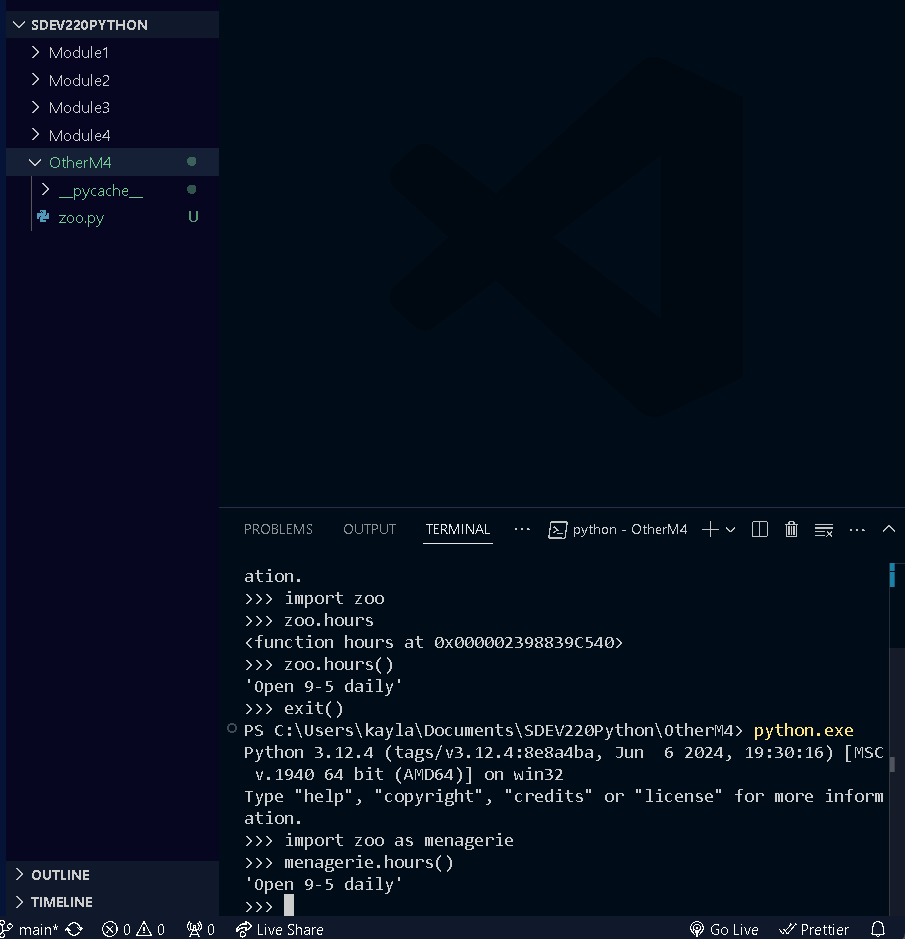 SDEV220PYTHON
Module1
Module2
Module3
Module4
OtherM4
__pycache__
zoo.py U
OUTLINE
TIMELINE
PROBLEMS OUTPUT TERMINAL ... python - OtherM4
ation.
>>> import zoo
>>> zoo.hours
<function hours at 0x000002398839C540>
>>> zoo.hours()
'Open 9-5 daily'
>>> exit()
PS C:\Users\kayla\Documents\SDEV220Python\OtherM4> python.exe
Python 3.12.4 (tags/v3.12.4:8e8a4ba, Jun  6 2024, 19:30:16) [MSC
 v.1940 64 bit (AMD64)] on win32
Type "help", "copyright", "credits" or "license" for more inform
ation.
>>> import zoo as menagerie
>>> menagerie.hours()
'Open 9-5 daily'
>>>
main* 0 0 0 Live Share Go Live Prettier